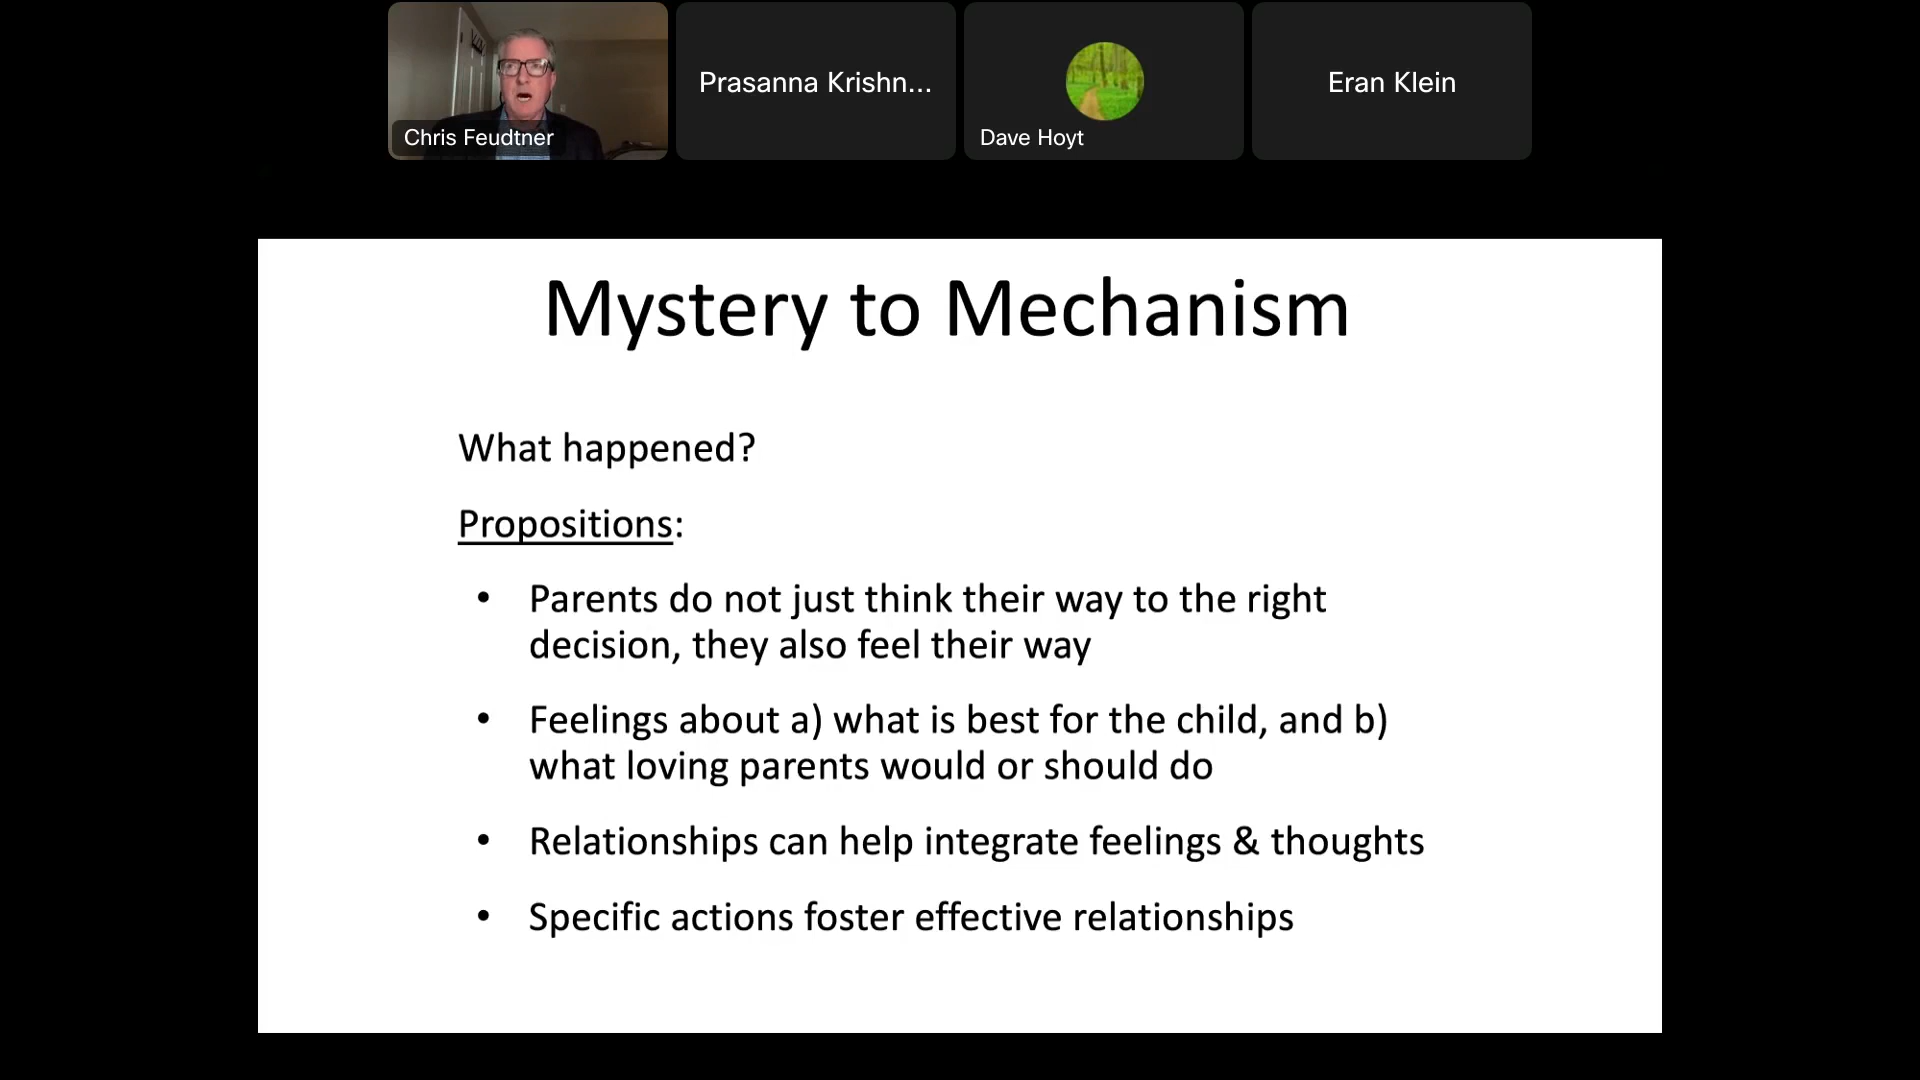 Chris Feudtner
Prasanna Krishn...
Dave Hoyt
Eran Klein
Mystery to Mechanism
What happened?
Propositions:
• Parents do not just think their way to the right
decision, they also feel their way
• Feelings about a) what is best for the child, and b)
what loving parents would or should do
• Relationships can help integrate feelings & thoughts
• Specific actions foster effective relationships